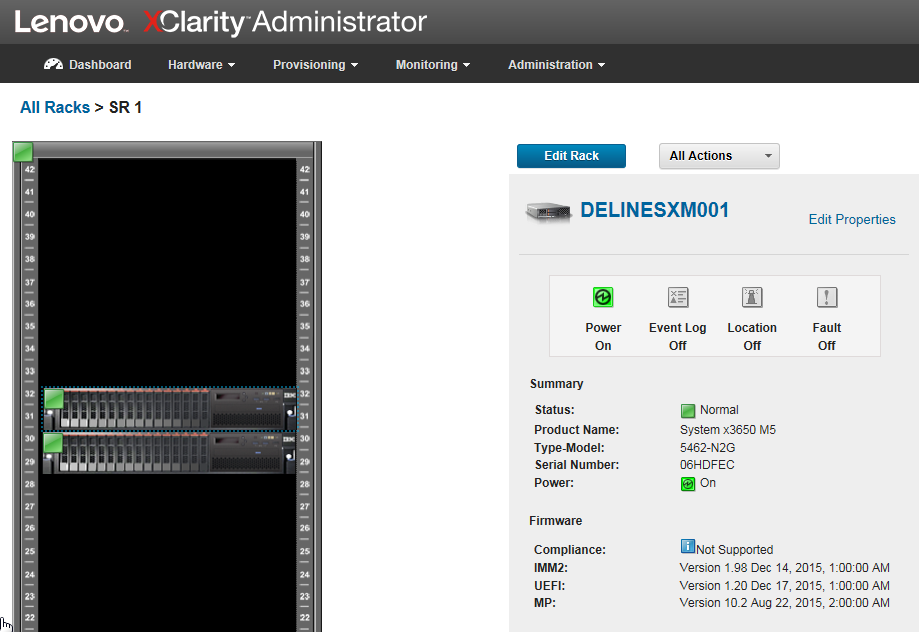 Lenovo XClarity Administrator
Dashboard Hardware Provisioning Monitoring Administration
All Racks > SR 1
Edit Rack All Actions
DELINESXM001
Edit Properties
Power Event Log Location Fault
On Off Off Off
Summary
Status: Normal
Product Name: System x3650 M5
Type-Model: 5462-N2G
Serial Number: 06HDFEC
Power: On
Firmware
Compliance: Not Supported
IMM2: Version 1.98 Dec 14, 2015, 1:00:00 AM
UEFI: Version 1.20 Dec 17, 2015, 1:00:00 AM
MP: Version 10.2 Aug 22, 2015, 2:00:00 AM
42 42
41 41
40 40
39 39
38 38
37 37
36 36
35 35
34 34
33 33
32 IBM 32
31 31
30 IBM 30
29 29
28 28
27 27
26 26
25 25
24 24
23 23
22 22